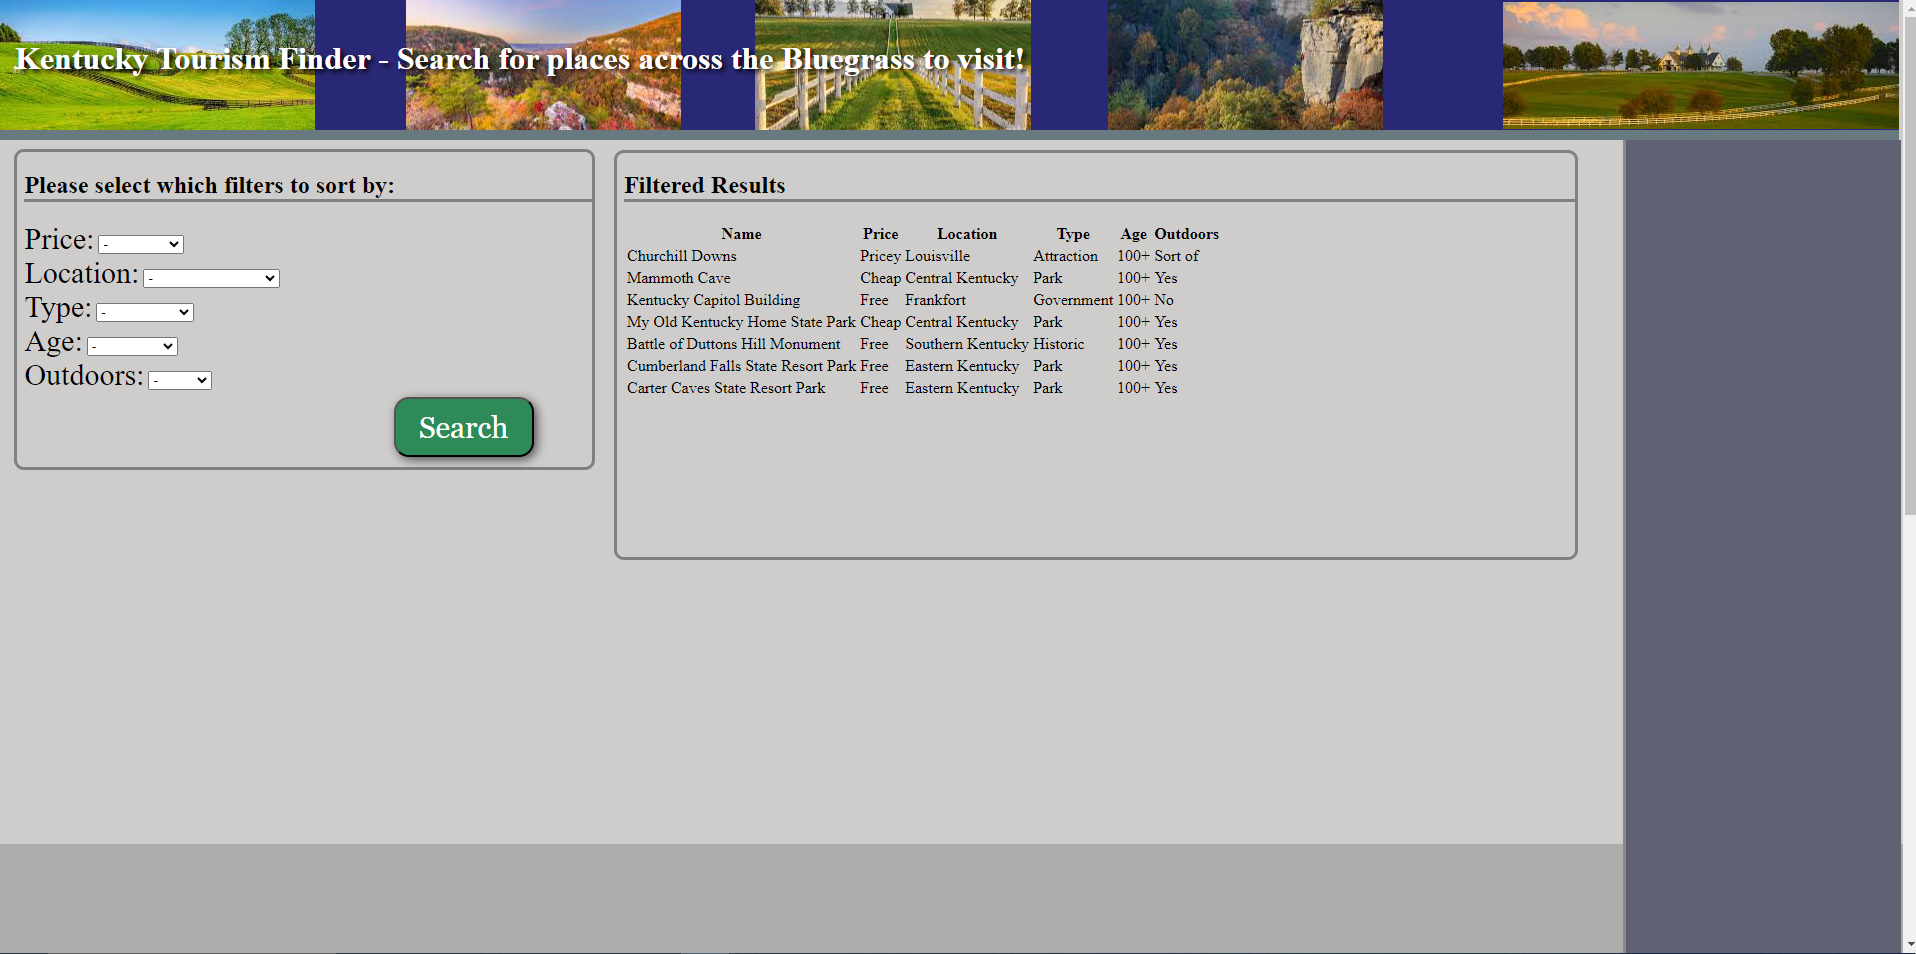 Kentucky Tourism Finder - Search for places across the Bluegrass to visit!
Please select which filters to sort by:
Price: -
Location: -
Type: -
Age: -
Outdoors: -
Search
Filtered Results
Name Price Location Type Age Outdoors
Churchill Downs Pricey Louisville Attraction 100+ Sort of
Mammoth Cave Cheap Central Kentucky Park 100+ Yes
Kentucky Capitol Building Free Frankfort Government 100+ No
My Old Kentucky Home State Park Cheap Central Kentucky Park 100+ Yes
Battle of Duttons Hill Monument Free Southern Kentucky Historic 100+ Yes
Cumberland Falls State Resort Park Free Eastern Kentucky Park 100+ Yes
Carter Caves State Resort Park Free Eastern Kentucky Park 100+ Yes